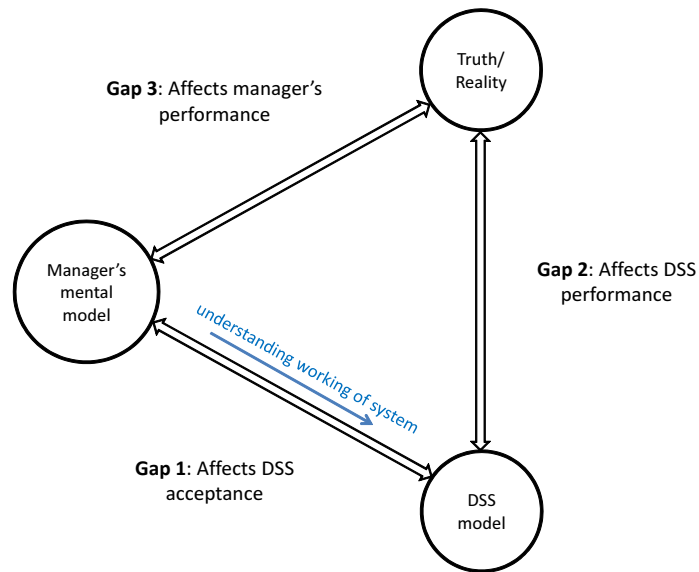 Truth/
Reality
Gap 3: Affects manager's
performance
Manager's
mental
model
Gap 2: Affects DSS
performance
understanding working of system
Gap 1: Affects DSS
acceptance
DSS
model